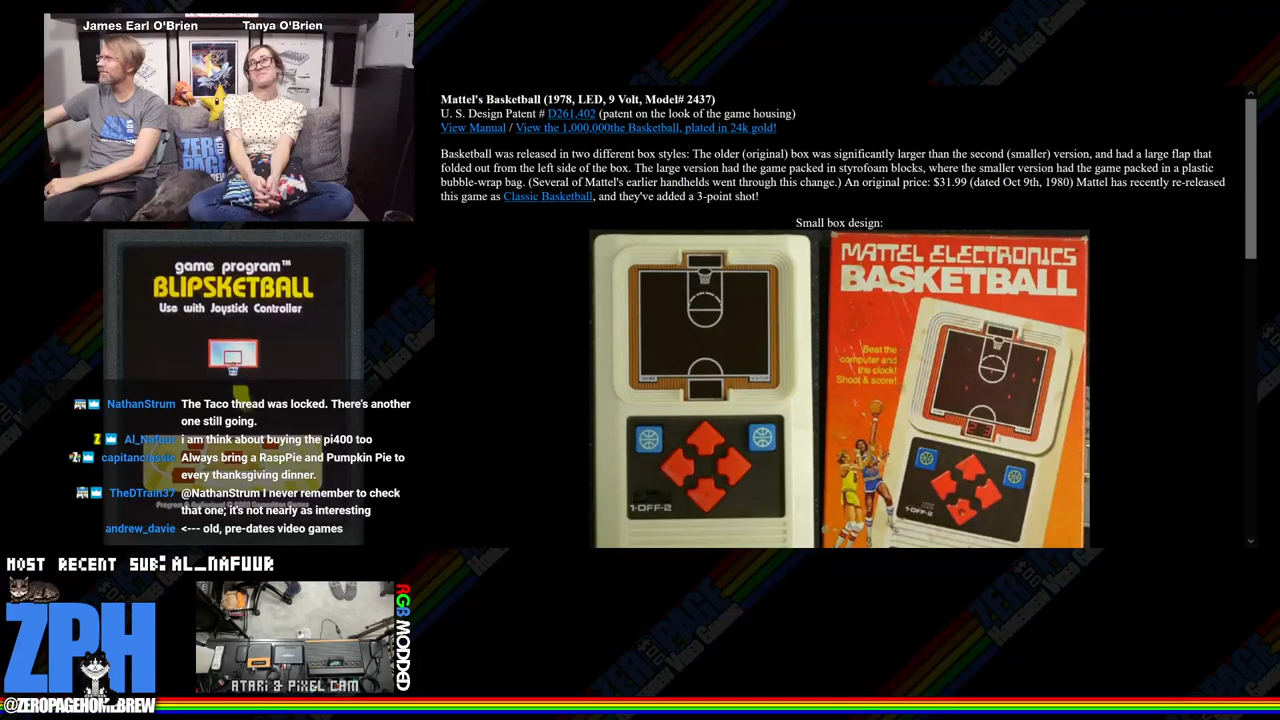 James Earl O'Brien
Tanya O'Brien
ZERO
PAGE
Mattel's Basketball (1978, LED, 9 Volt, Model# 2437)
U. S. Design Patent # D261,402 (patent on the look of the game housing)
View Manual / View the 1,000,000the Basketball, plated in 24k gold!
Basketball was released in two different box styles: The older (original) box was significantly larger than the second (smaller) version, and had a large flap that
folded out from the left side of the box. The large version had the game packed in styrofoam blocks, where the smaller version had the game packed in a plastic
bubble-wrap bag. (Several of Mattel's earlier handhelds went through this change.) An original price: $31.99 (dated Oct 9th, 1980) Mattel has recently re-released
this game as Classic Basketball, and they've added a 3-point shot!
Small box design:
MATTEL ELECTRONICS
BASKETBALL
Beat the
computer and
the clock!
Shoot & score!
1-OFF-2
game program™
BLIPSKETBALL
Use with Joystick Controller
NathanStrum The Taco thread was locked. There's another
one still going.
Al_Nafuur i am think about buying the pi400 too
capitanclassic Always bring a RaspPie and Pumpkin Pie to
every thanksgiving dinner.
TheDTrain37 @NathanStrum I never remember to check
that one; it's not nearly as interesting
andrew_davie <--- old, pre-dates video games
MOST RECENT SUB: AL_NAFUUR
ZPH
@ZEROPAGEHOMEBREW
RGB MODDED
ATARI & PIXEL CAM